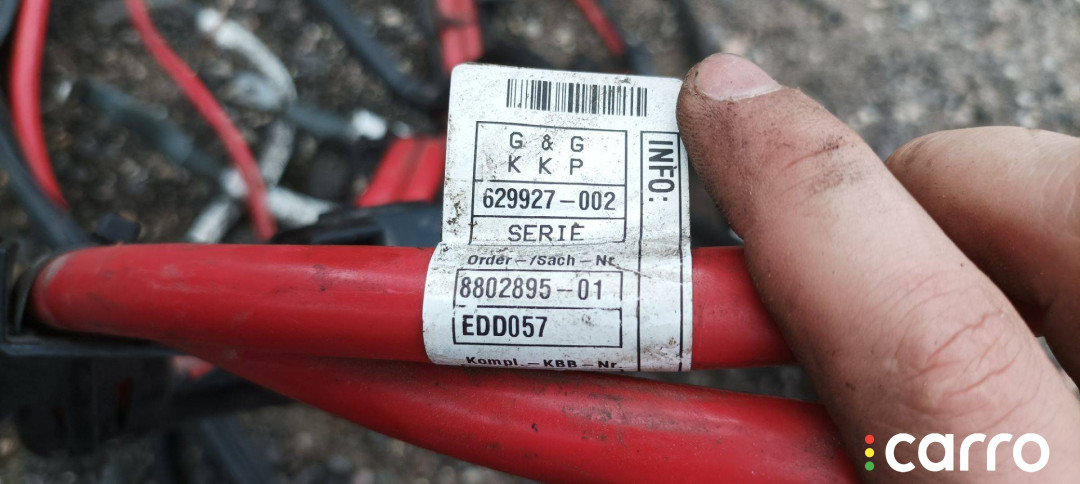 G & G
K K P
629927-002
SERIE
Order-/Sach-Nr.
8802895-01
EDD057
Kompl.-KBB-Nr.
INFO:
carro